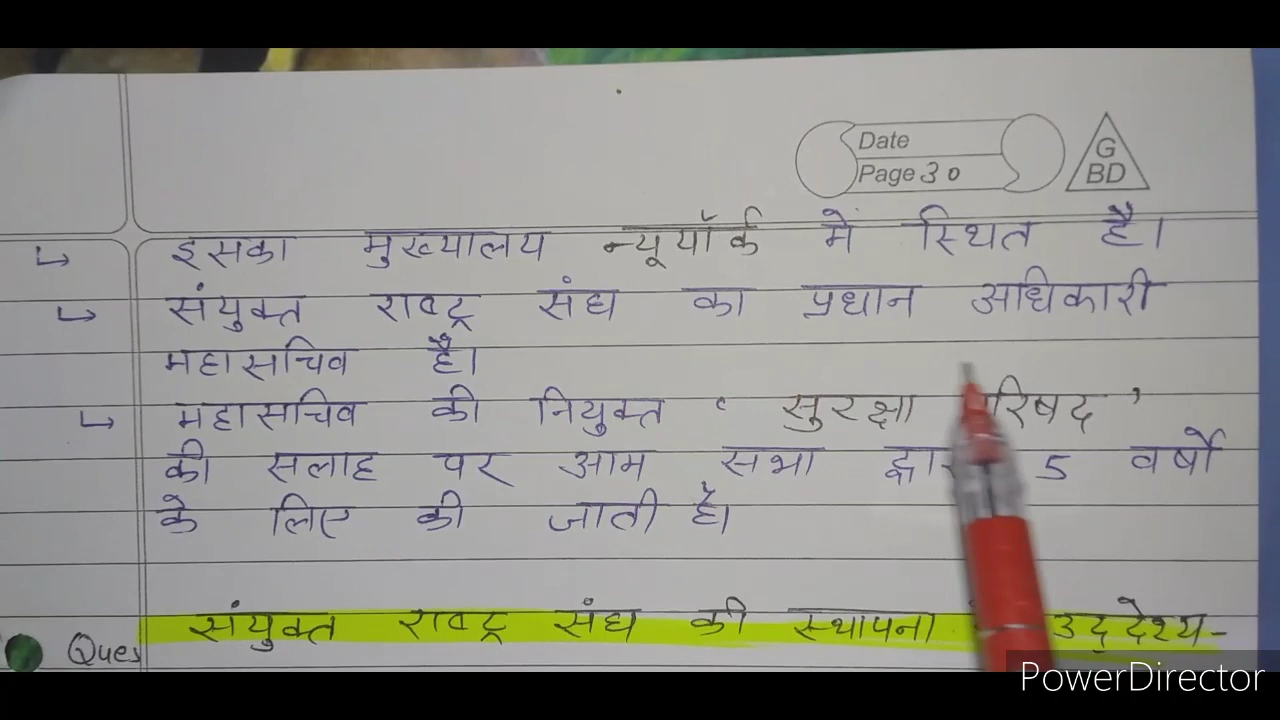 Date
Page 30
G
BD
इसका मुख्यालय न्यूयॉर्क में स्थित है।
संयुक्त राष्ट्र संघ का प्रधान अधिकारी
महासचिव है।
महासचिव की नियुक्त ' सुरक्षा रिषद '
की सलाह पर आम सभा द्वार 5 वर्षों
के लिए की जाती है।
Ques संयुक्त राष्ट्र संघ की स्थापना उद्देश्य-
PowerDirector